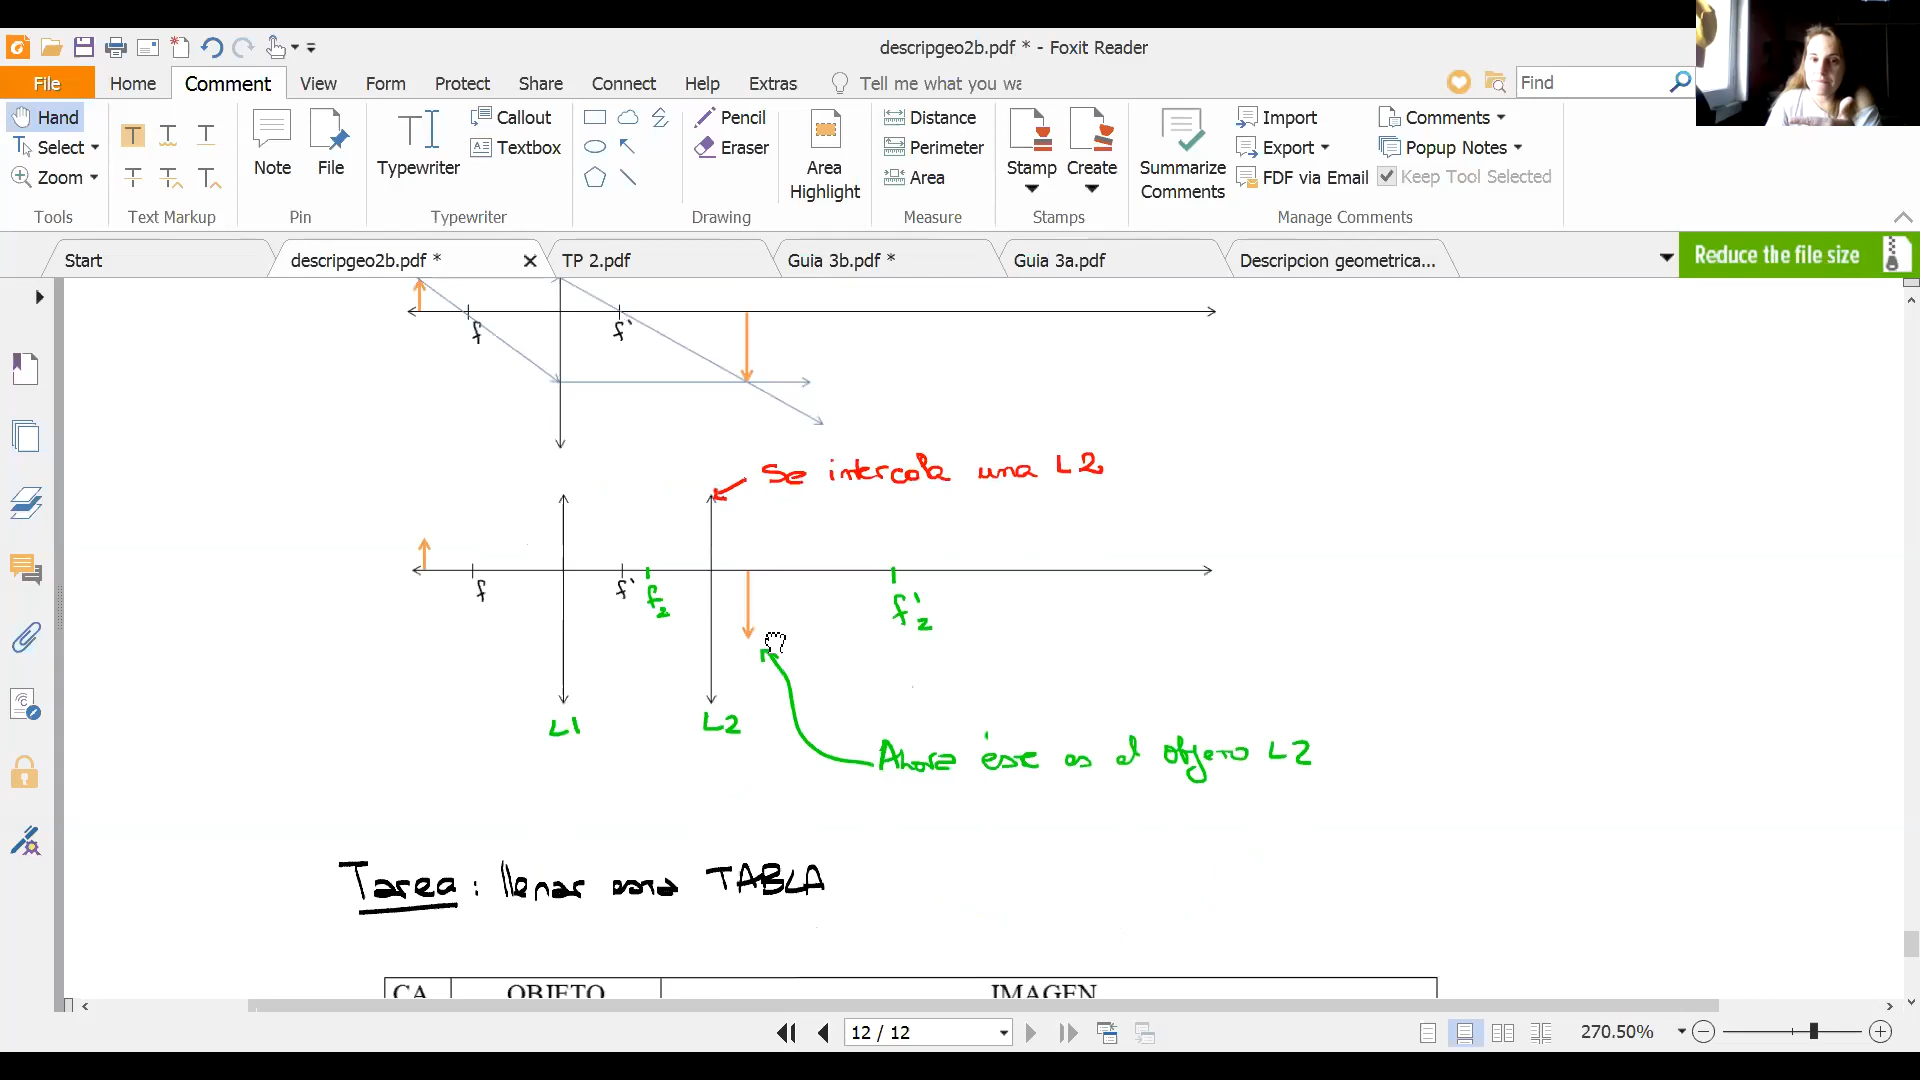 descripgeo2b.pdf * - Foxit Reader
File Home Comment View Form Protect Share Connect Help Extras Tell me what you wa Find
Hand
Select
Zoom
Tools
Text Markup
Note
File
Pin
Typewriter
Callout
Textbox
Typewriter
Pencil
Eraser
Drawing
Area Highlight
Distance
Perimeter
Area
Measure
Stamp
Create
Stamps
Summarize Comments
Import
Export
FDF via Email
Comments
Popup Notes
Keep Tool Selected
Manage Comments
Start descripgeo2b.pdf * TP 2.pdf Guia 3b.pdf * Guia 3a.pdf Descripcion geometrica... Reduce the file size
f f'
Se intercala una L2
f f' f2 f'2
L1 L2
Ahora ése es el objeto L2
Tarea: llenar esta TABLA
CA OBJETO IMAGEN
12 / 12 270.50%